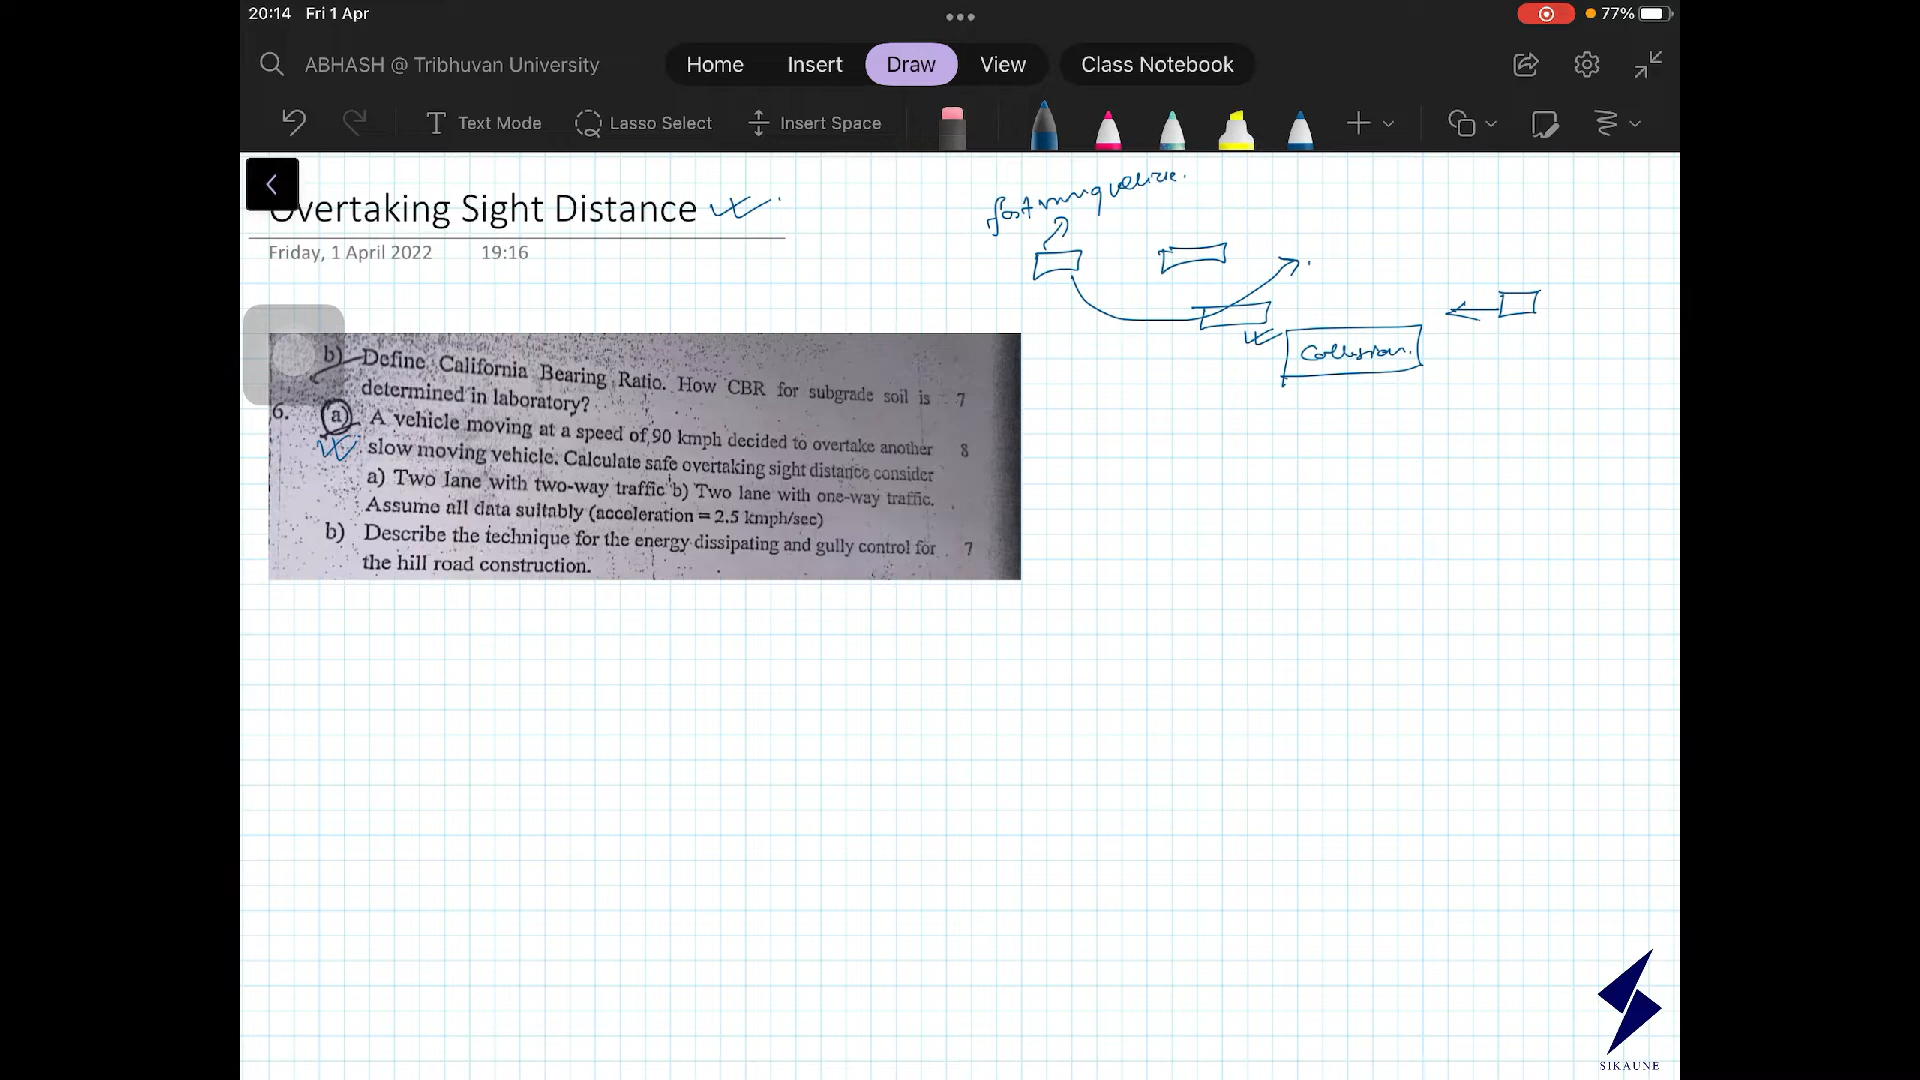 20:14 Fri 1 Apr
77%
ABHASH @ Tribhuvan University
Home Insert Draw View Class Notebook
Text Mode Lasso Select Insert Space
Overtaking Sight Distance
Friday, 1 April 2022 19:16
fast moving vehicle.
Collision.
b) Define California Bearing Ratio. How CBR for subgrade soil is 7
determined in laboratory?
6. a) A vehicle moving at a speed of 90 kmph decided to overtake another 8
slow moving vehicle. Calculate safe overtaking sight distance consider
a) Two lane with two-way traffic b) Two lane with one-way traffic.
Assume all data suitably (acceleration = 2.5 kmph/sec)
b) Describe the technique for the energy dissipating and gully control for 7
the hill road construction.
SIKAUNE